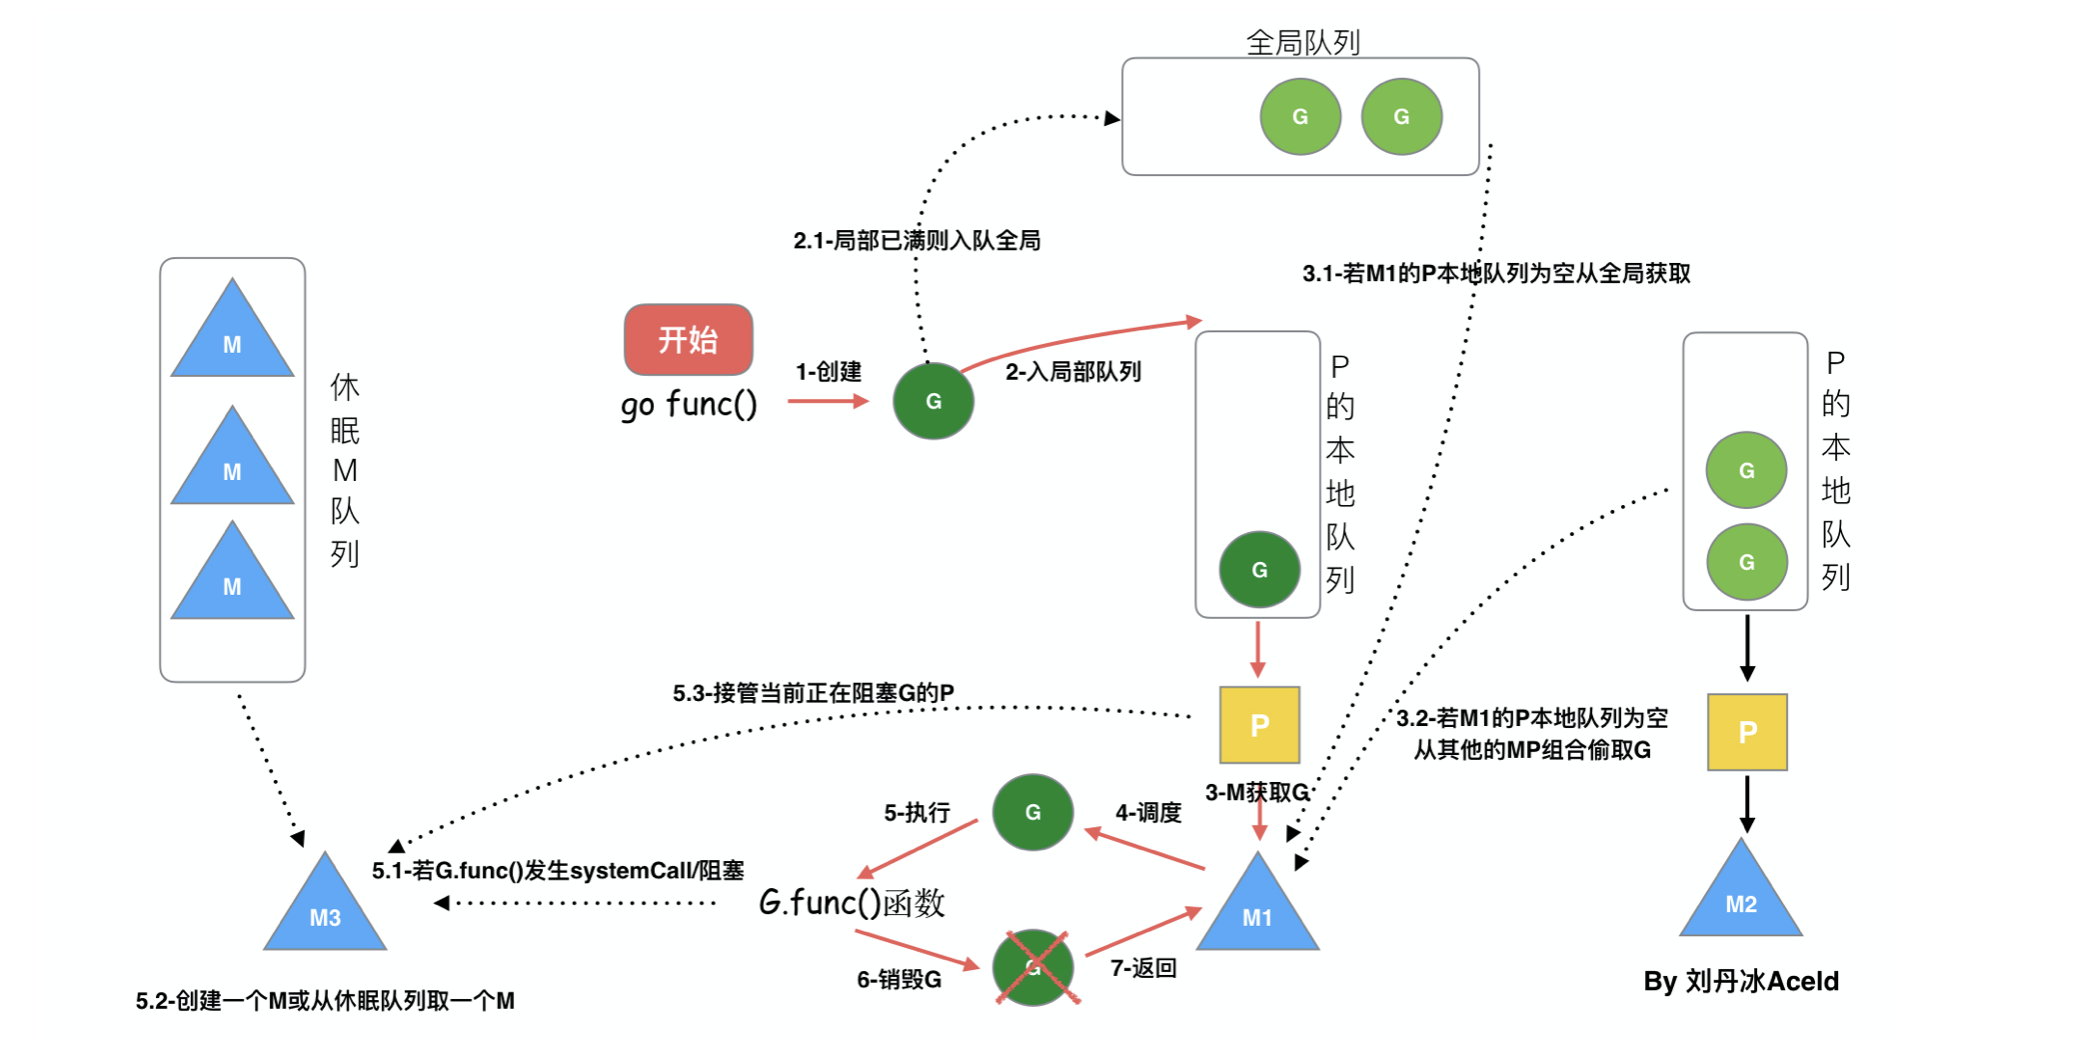 全局队列
G
G
2.1-局部已满则入队全局
3.1-若M1的P本地队列为空从全局获取
M
M
M
休眠M队列
开始
go func()
1-创建
G
2-入局部队列
P的本地队列
G
P的本地队列
G
G
5.3-接管当前正在阻塞G的P
P
3.2-若M1的P本地队列为空
从其他的MP组合偷取G
P
3-M获取G
5-执行
G
4-调度
5.1-若G.func()发生systemCall/阻塞
G.func()函数
M3
M1
M2
6-销毁G
G
7-返回
5.2-创建一个M或从休眠队列取一个M
By 刘丹冰Aceld